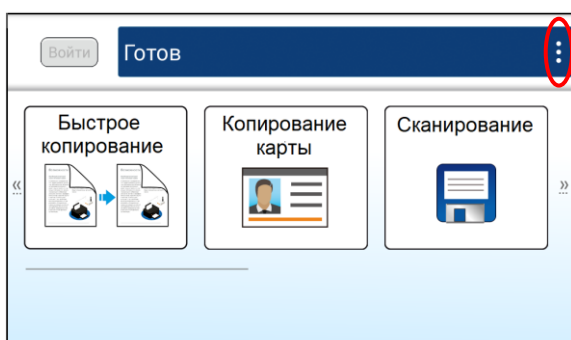 Войти
Готов
Быстрое
копирование
Копирование
карты
Сканирование
«
»